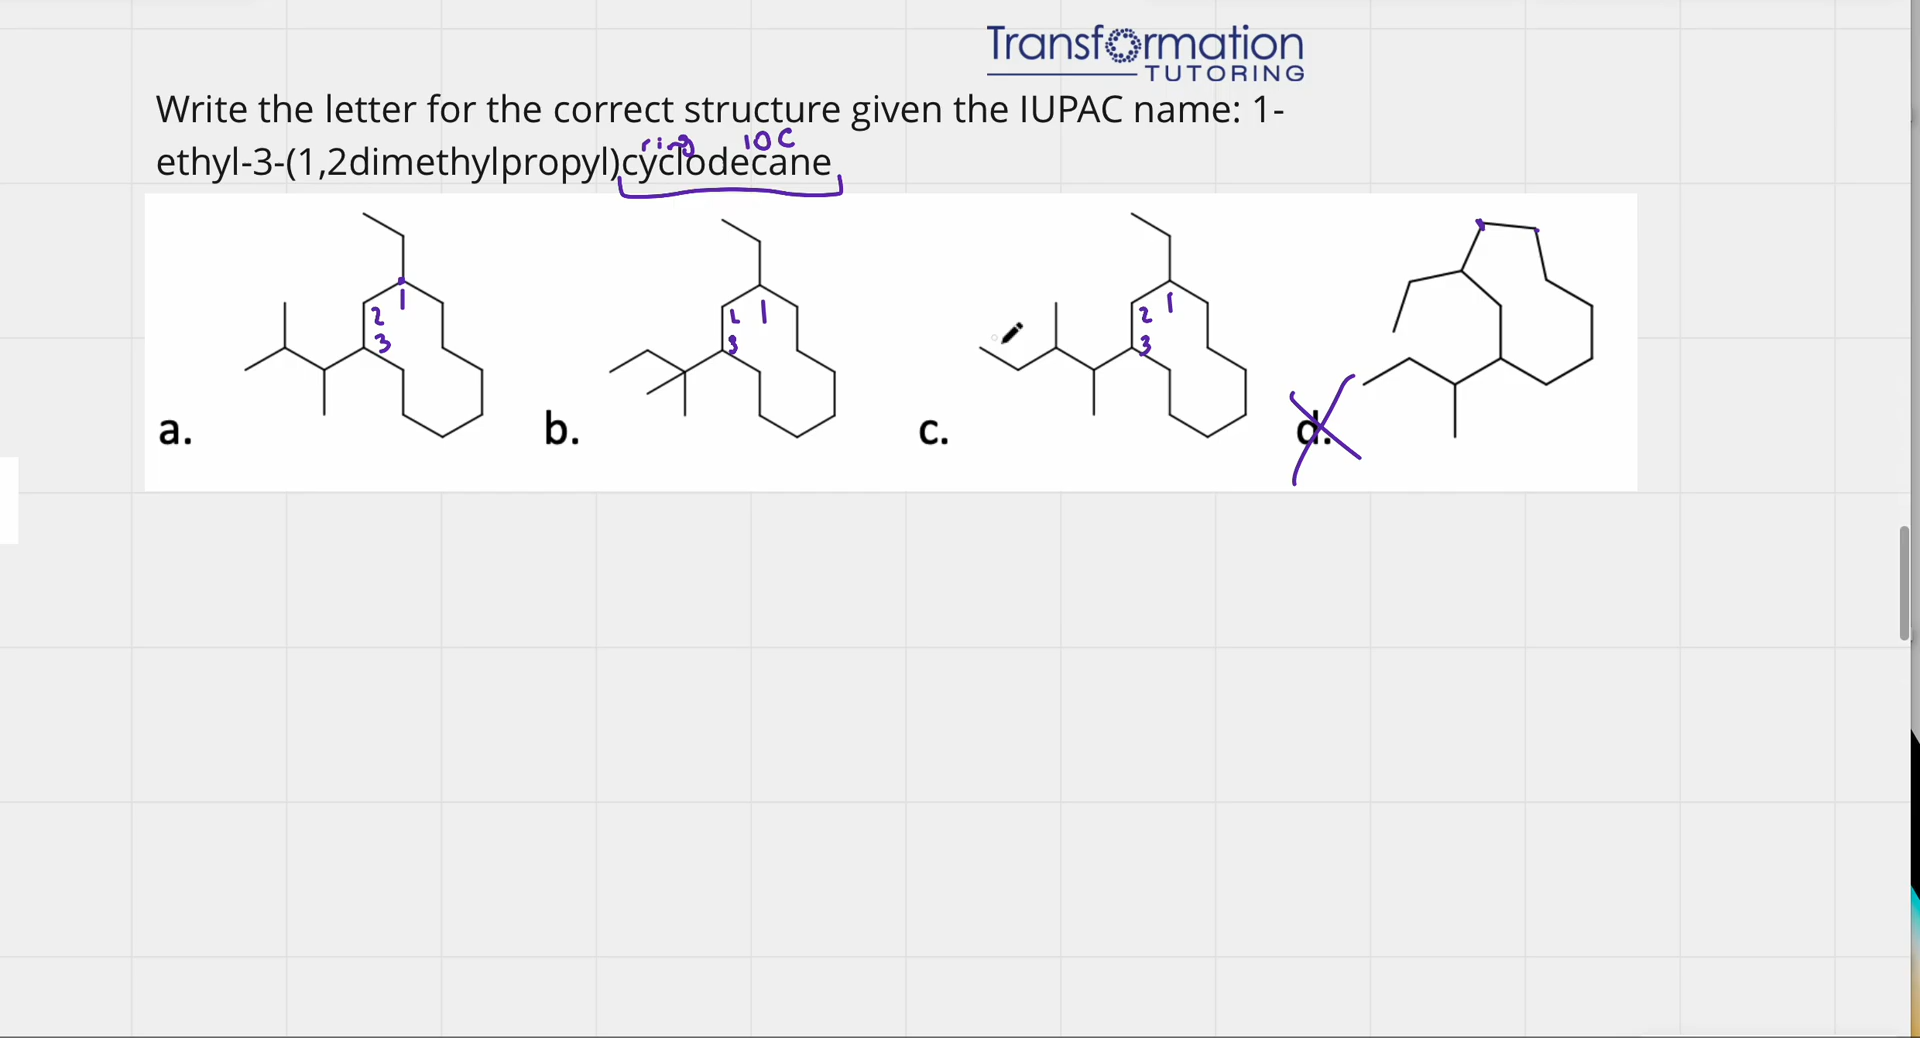 Transformation
TUTORING
Write the letter for the correct structure given the IUPAC name: 1-
ring 10C
ethyl-3-(1,2dimethylpropyl)cyclodecane
1
2
3
1
2
3
1
2
3
a.
b.
c.
d.